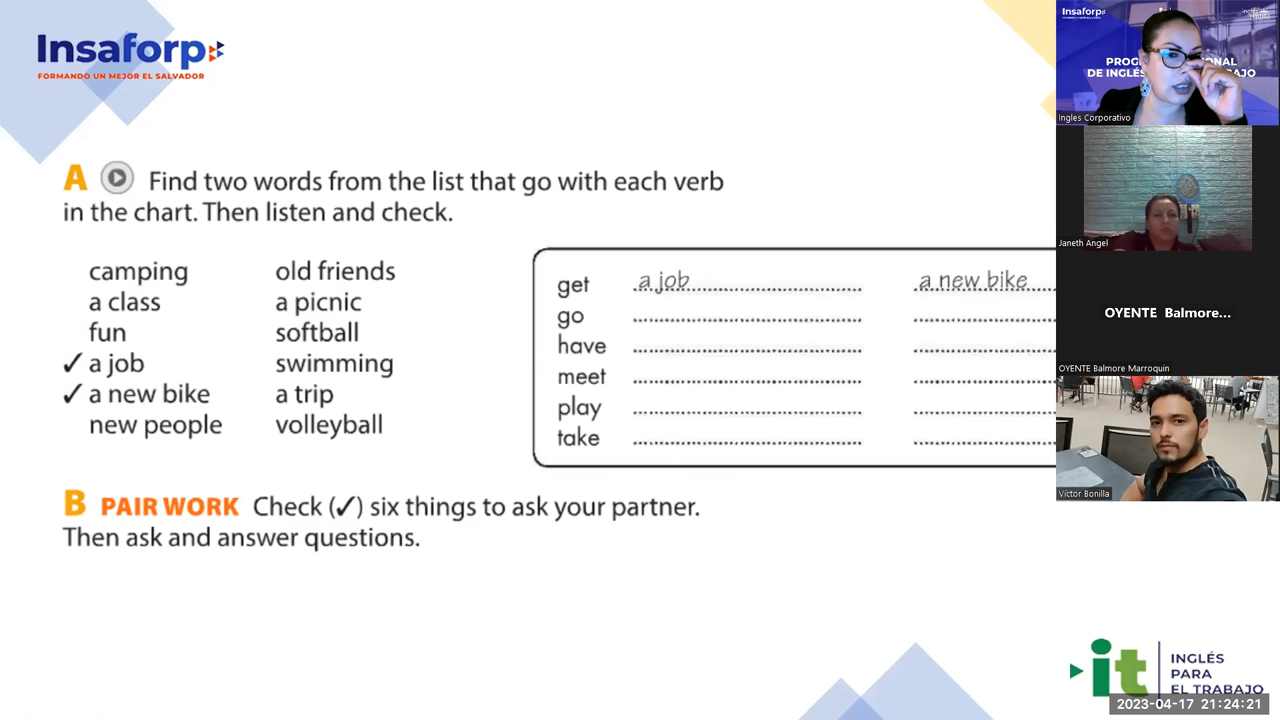 Insaforp
FORMANDO UN MEJOR EL SALVADOR
A Find two words from the list that go with each verb
in the chart. Then listen and check.
camping
a class
fun
✓ a job
✓ a new bike
new people
old friends
a picnic
softball
swimming
a trip
volleyball
get a job a new bike
go
have
meet
play
take
B PAIR WORK Check (✓) six things to ask your partner.
Then ask and answer questions.
Insaforp
Ingles Corporativo
Janeth Angel
OYENTE Balmore...
OYENTE Balmore Marroquin
Víctor Bonilla
it
INGLÉS
PARA
EL TRABAJO
2023-04-17 21:24:21